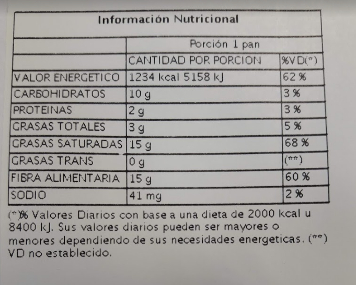 Información Nutricional
Porción 1 pan
CANTIDAD POR PORCION %VD(*)
VALOR ENERGETICO 1234 kcal 5158 kJ 62 %
CARBOHIDRATOS 10 g 3 %
PROTEINAS 2 g 3 %
GRASAS TOTALES 3 g 5 %
GRASAS SATURADAS 15 g 68 %
GRASAS TRANS 0 g (**)
FIBRA ALIMENTARIA 15 g 60 %
SODIO 41 mg 2 %
(*)% Valores Diarios con base a una dieta de 2000 kcal u
8400 kJ. Sus valores diarios pueden ser mayores o
menores dependiendo de sus necesidades energeticas. (**)
VD no establecido.